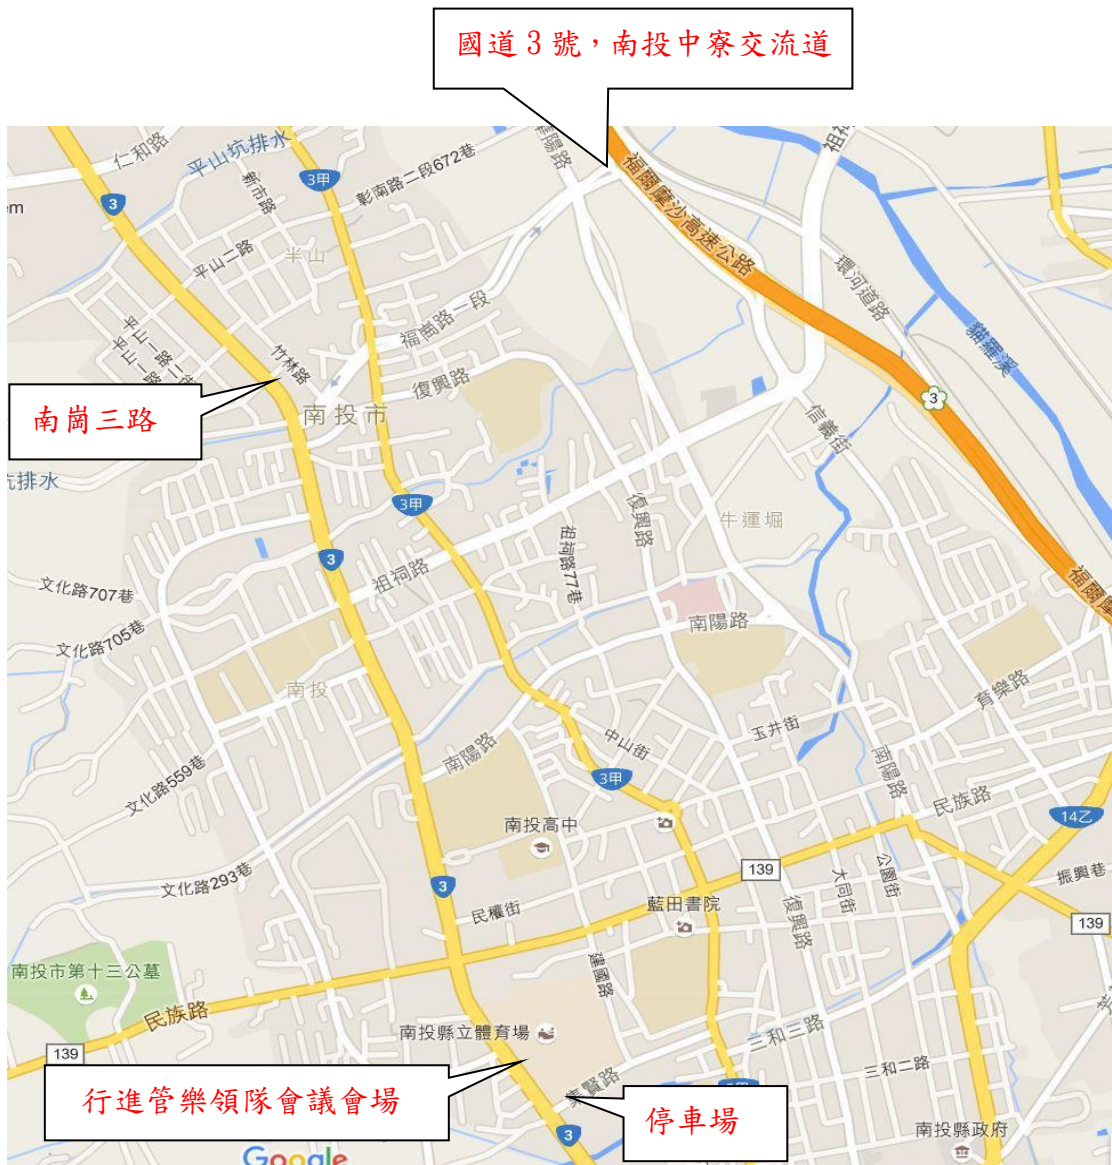 國道3號，南投中寮交流道
仁和路
平山坑排水
3甲
彰南路二段672巷
新市路
福爾摩沙高速公路
em
3
半山
平山二路
環河道路
福崗路一段
貓羅溪
竹林路
復興路
3
南崗三路
南投市
信義街
坑排水
3甲
復興路
牛運堀
3
祖祠路
祖祠路77巷
文化路707巷
南陽路
文化路705巷
南投
育樂路
南陽路
中山街
玉井街
南陽路
文化路559巷
3甲
民族路
14乙
南投高中
139
大同街
公園街
振興巷
文化路293巷
3
民權街
藍田書院
復興路
139
南投市第十三公墓
建國路
民族路
南投縣立體育場
三和三路
139
三和二路
集賢路
行進管樂領隊會議會場
停車場
3
南投縣政府
Google